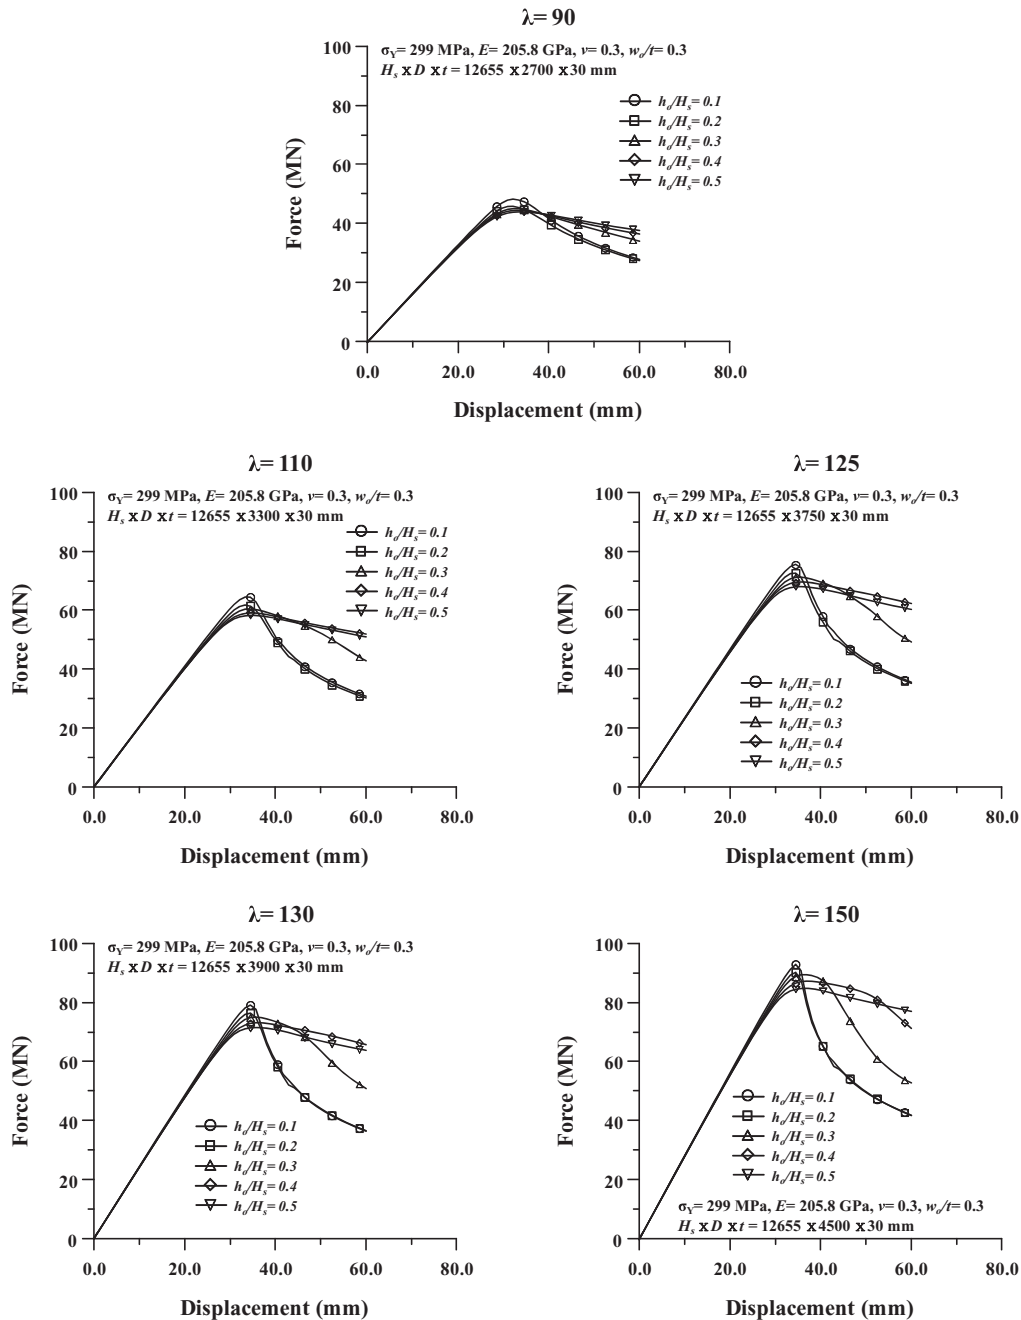 λ= 90
σY= 299 MPa, E= 205.8 GPa, ν= 0.3, wo/t= 0.3
Hs x D x t = 12655 x 2700 x 30 mm
ho/Hs= 0.1
ho/Hs= 0.2
ho/Hs= 0.3
ho/Hs= 0.4
ho/Hs= 0.5
100
80
60
40
20
0
Force (MN)
0.0 20.0 40.0 60.0 80.0
Displacement (mm)
λ= 110
σY= 299 MPa, E= 205.8 GPa, ν= 0.3, wo/t= 0.3
Hs x D x t = 12655 x 3300 x 30 mm
ho/Hs= 0.1
ho/Hs= 0.2
ho/Hs= 0.3
ho/Hs= 0.4
ho/Hs= 0.5
100
80
60
40
20
0
Force (MN)
0.0 20.0 40.0 60.0 80.0
Displacement (mm)
λ= 125
σY= 299 MPa, E= 205.8 GPa, ν= 0.3, wo/t= 0.3
Hs x D x t = 12655 x 3750 x 30 mm
ho/Hs= 0.1
ho/Hs= 0.2
ho/Hs= 0.3
ho/Hs= 0.4
ho/Hs= 0.5
100
80
60
40
20
0
Force (MN)
0.0 20.0 40.0 60.0 80.0
Displacement (mm)
λ= 130
σY= 299 MPa, E= 205.8 GPa, ν= 0.3, wo/t= 0.3
Hs x D x t = 12655 x 3900 x 30 mm
ho/Hs= 0.1
ho/Hs= 0.2
ho/Hs= 0.3
ho/Hs= 0.4
ho/Hs= 0.5
100
80
60
40
20
0
Force (MN)
0.0 20.0 40.0 60.0 80.0
Displacement (mm)
λ= 150
ho/Hs= 0.1
ho/Hs= 0.2
ho/Hs= 0.3
ho/Hs= 0.4
ho/Hs= 0.5
σY= 299 MPa, E= 205.8 GPa, ν= 0.3, wo/t= 0.3
Hs x D x t = 12655 x 4500 x 30 mm
100
80
60
40
20
0
Force (MN)
0.0 20.0 40.0 60.0 80.0
Displacement (mm)